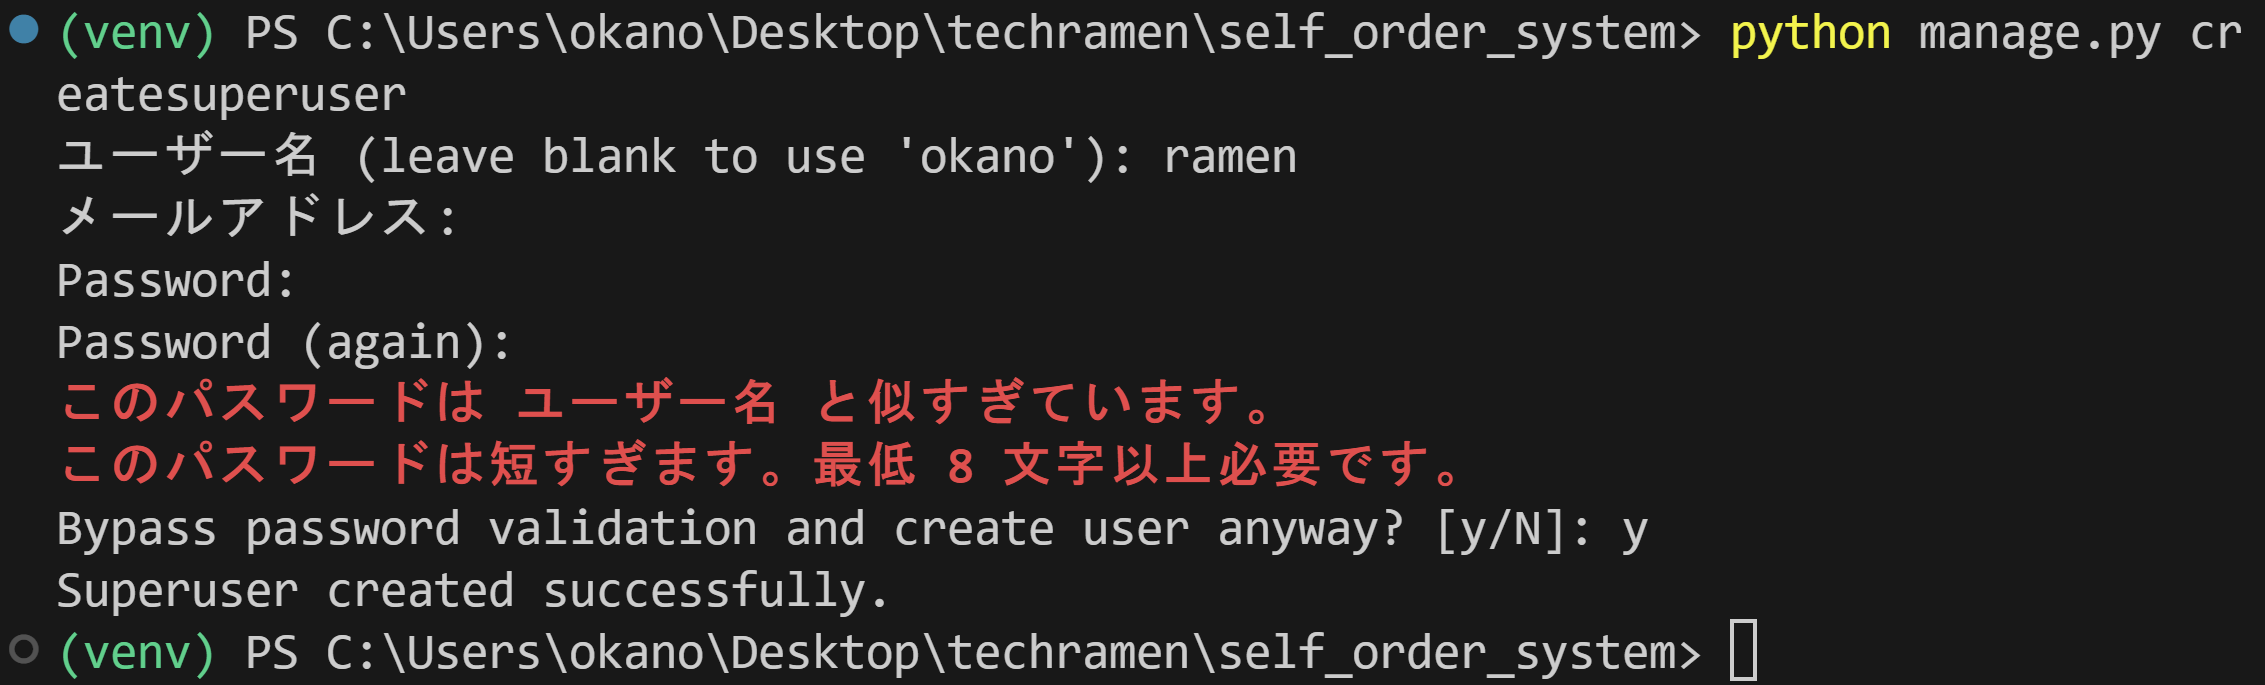 (venv) PS C:\Users\okano\Desktop\techramen\self_order_system> python manage.py cr
eatesuperuser
ユーザー名 (leave blank to use 'okano'): ramen
メールアドレス:
Password:
Password (again):
このパスワードは ユーザー名 と似すぎています。
このパスワードは短すぎます。最低 8 文字以上必要です。
Bypass password validation and create user anyway? [y/N]: y
Superuser created successfully.
(venv) PS C:\Users\okano\Desktop\techramen\self_order_system>